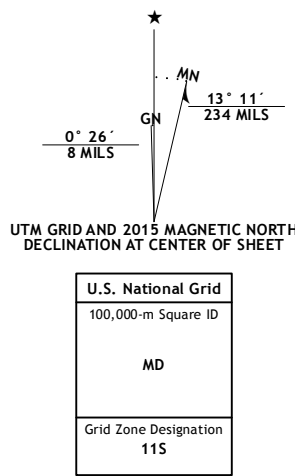 ★
MN
GN
13° 11´
234 MILS
0° 26´
8 MILS
UTM GRID AND 2015 MAGNETIC NORTH
DECLINATION AT CENTER OF SHEET
U.S. National Grid
100,000-m Square ID
MD
Grid Zone Designation
11S